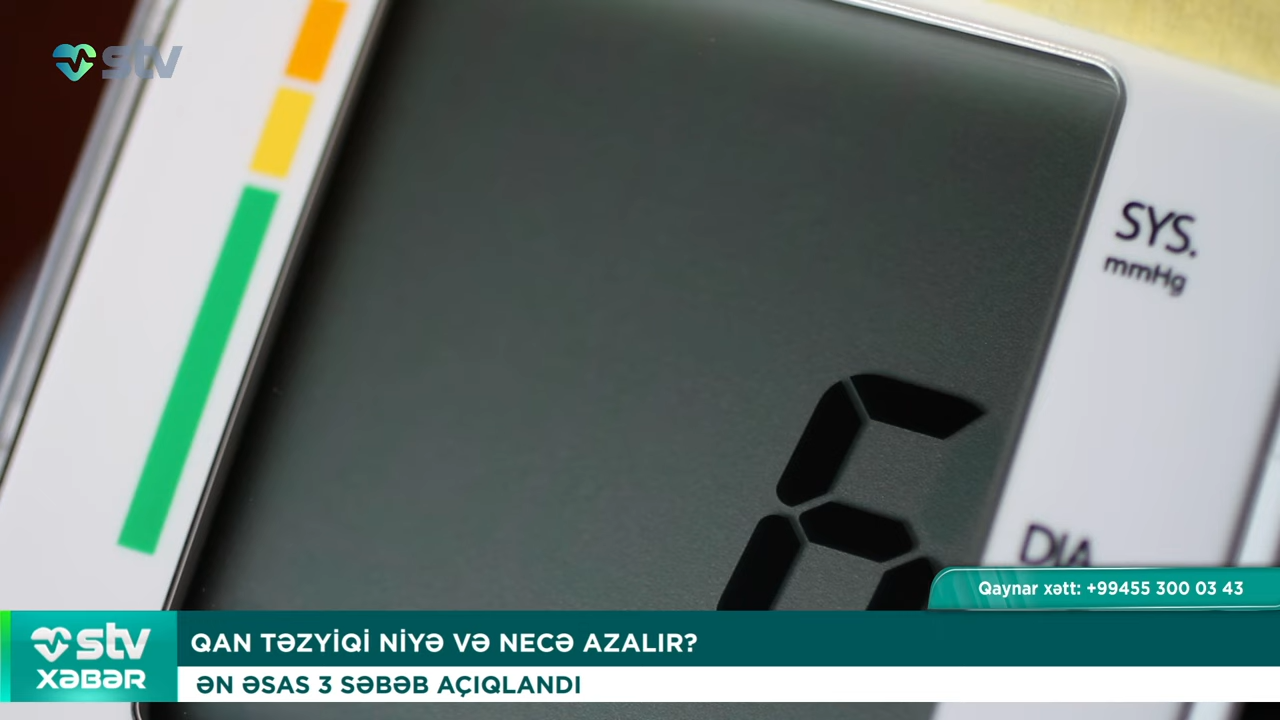 stv
SYS.
mmHg
6
DIA
Qaynar xətt: +99455 300 03 43
stv
XƏBƏR
QAN TƏZYİQİ NİYƏ VƏ NECƏ AZALIR?
ƏN ƏSAS 3 SƏBƏB AÇIQLANDI